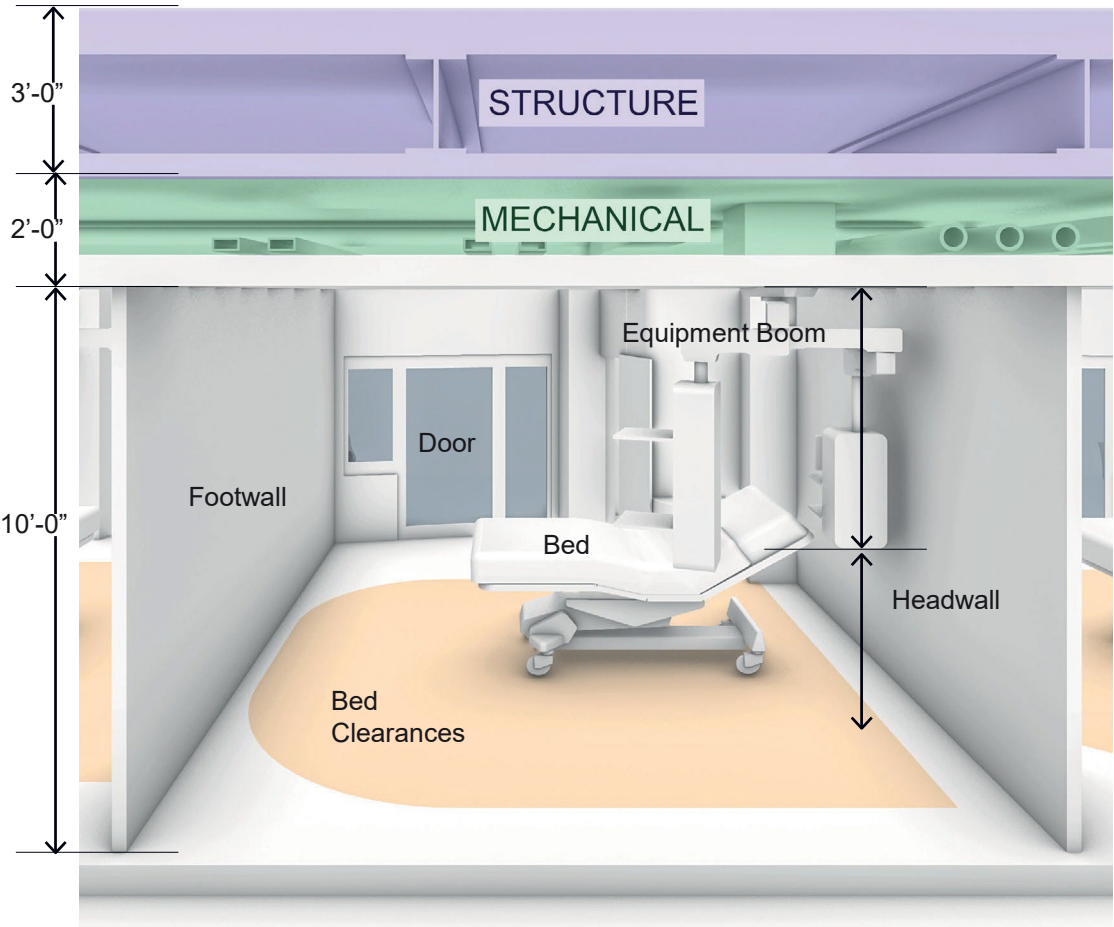 3’-0”
STRUCTURE
2’-0”
MECHANICAL
Equipment Boom
Door
Footwall
10’-0”
Bed
Headwall
Bed
Clearances